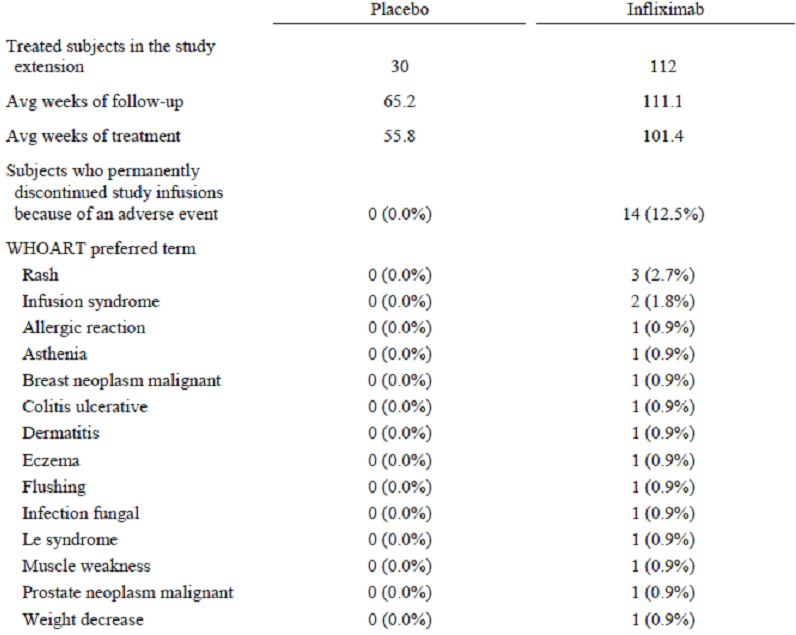 Placebo Infliximab
Treated subjects in the study
extension 30 112
Avg weeks of follow-up 65.2 111.1
Avg weeks of treatment 55.8 101.4
Subjects who permanently
discontinued study infusions
because of an adverse event 0 (0.0%) 14 (12.5%)
WHOART preferred term
Rash 0 (0.0%) 3 (2.7%)
Infusion syndrome 0 (0.0%) 2 (1.8%)
Allergic reaction 0 (0.0%) 1 (0.9%)
Asthenia 0 (0.0%) 1 (0.9%)
Breast neoplasm malignant 0 (0.0%) 1 (0.9%)
Colitis ulcerative 0 (0.0%) 1 (0.9%)
Dermatitis 0 (0.0%) 1 (0.9%)
Eczema 0 (0.0%) 1 (0.9%)
Flushing 0 (0.0%) 1 (0.9%)
Infection fungal 0 (0.0%) 1 (0.9%)
Le syndrome 0 (0.0%) 1 (0.9%)
Muscle weakness 0 (0.0%) 1 (0.9%)
Prostate neoplasm malignant 0 (0.0%) 1 (0.9%)
Weight decrease 0 (0.0%) 1 (0.9%)